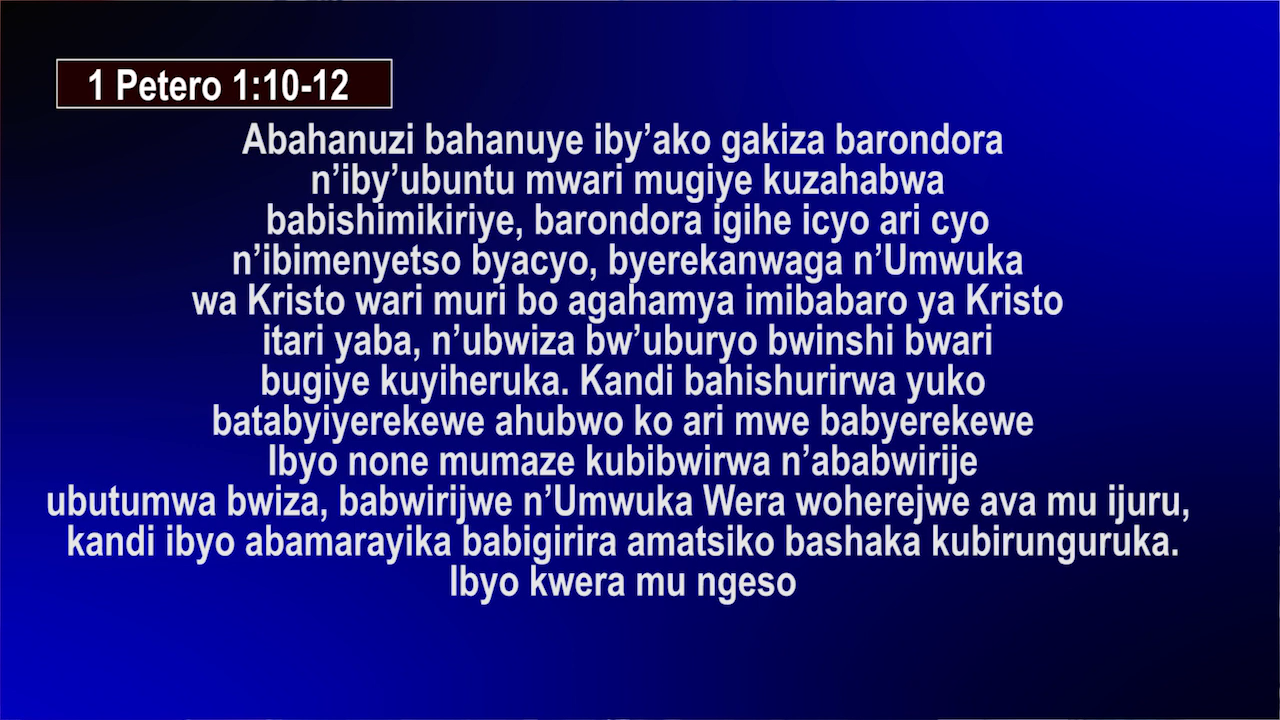 1 Petero 1:10-12
Abahanuzi bahanuye iby’ako gakiza barondora
n’iby’ubuntu mwari mugiye kuzahabwa
babishimikiriye, barondora igihe icyo ari cyo
n’ibimenyetso byacyo, byerekanwaga n’Umwuka
wa Kristo wari muri bo agahamya imibabaro ya Kristo
itari yaba, n’ubwiza bw’uburyo bwinshi bwari
bugiye kuyiheruka. Kandi bahishurirwa yuko
batabyiyerekewe ahubwo ko ari mwe babyerekewe
Ibyo none mumaze kubibwirwa n’ababwirije
ubutumwa bwiza, babwirijwe n’Umwuka Wera woherejwe ava mu ijuru,
kandi ibyo abamarayika babigirira amatsiko bashaka kubirunguruka.
Ibyo kwera mu ngeso